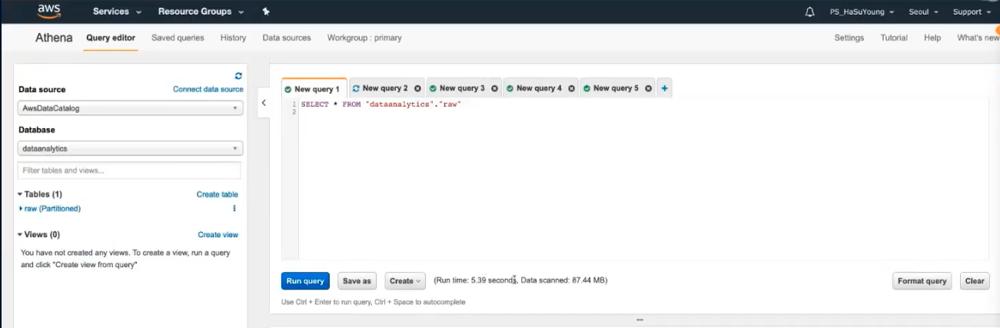 aws Services Resource Groups PS_HaSuYoung Seoul Support
Athena Query editor Saved queries History Data sources Workgroup : primary Settings Tutorial Help What's new
Data source Connect data source
AwsDataCatalog
Database
dataanalytics
Filter tables and views...
Tables (1) Create table
raw (Partitioned)
Views (0) Create view
You have not created any views. To create a view, run a query
and click "Create view from query"
New query 1 New query 2 New query 3 New query 4 New query 5
1 SELECT * FROM "dataanalytics"."raw"
2
Run query Save as Create (Run time: 5.39 seconds, Data scanned: 87.44 MB) Format query Clear
Use Ctrl + Enter to run query, Ctrl + Space to autocomplete